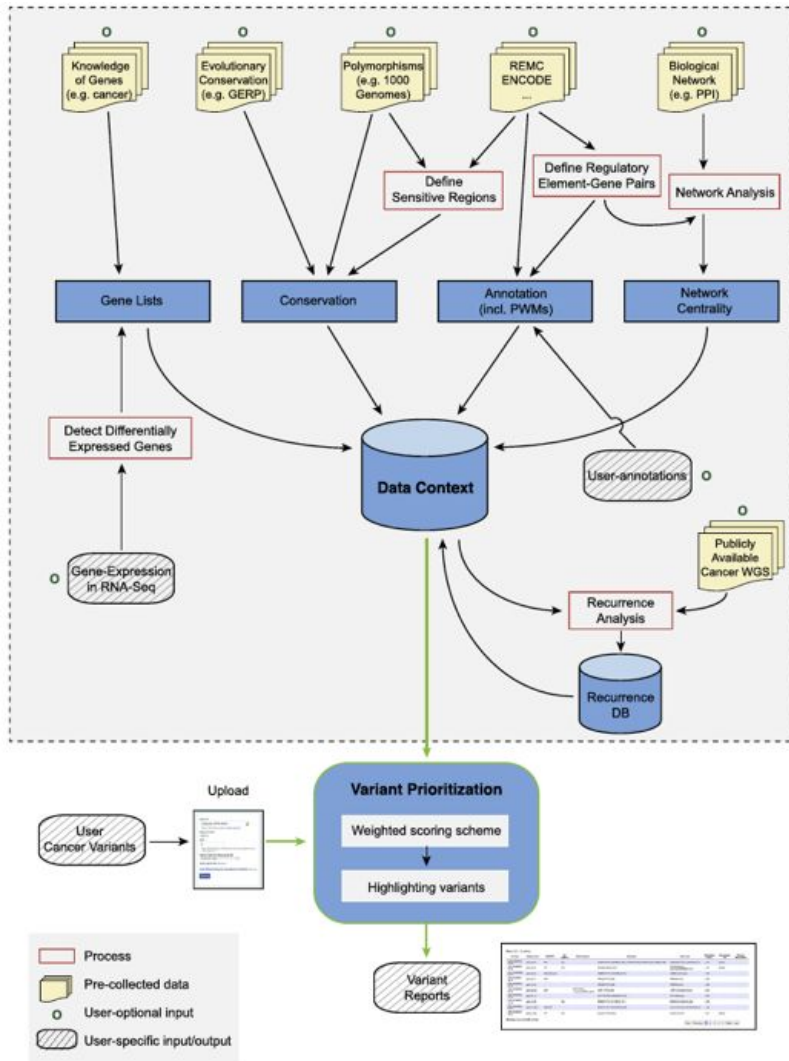 O
O
O
O
O
Knowledge
of Genes
(e.g. cancer)
Evolutionary
Conservation
(e.g. GERP)
Polymorphisms
(e.g. 1000
Genomes)
REMC
ENCODE
...
Biological
Network
(e.g. PPI)
Define
Sensitive Regions
Define Regulatory
Element-Gene Pairs
Network Analysis
Gene Lists
Conservation
Annotation
(incl. PWMs)
Network
Centrality
Detect Differentially
Expressed Genes
Data Context
User-annotations
O
O
O
Gene-Expression
in RNA-Seq
Publicly
Available
Cancer WGS
Recurrence
Analysis
Recurrence
DB
Upload
Variant Prioritization
User
Cancer Variants
Weighted scoring scheme
Highlighting variants
Process
Pre-collected data
O
User-optional input
User-specific input/output
Variant
Reports